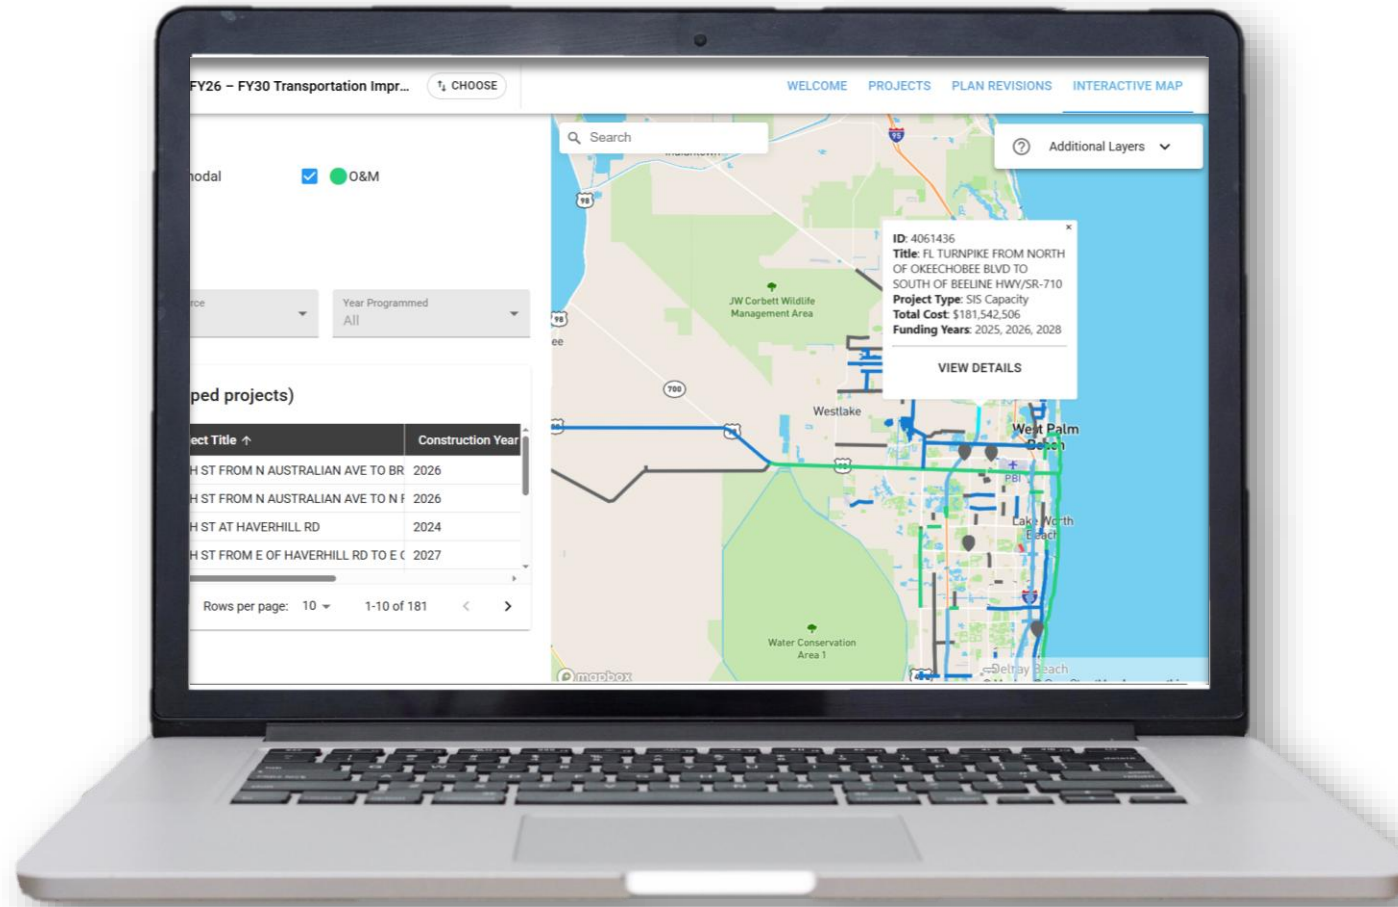 FY26 – FY30 Transportation Impr...
CHOOSE
WELCOME
PROJECTS
PLAN REVISIONS
INTERACTIVE MAP
nodal
O&M
rce
Year Programmed
All
ped projects)
ect Title ↑
Construction Year
H ST FROM N AUSTRALIAN AVE TO BR
2026
H ST FROM N AUSTRALIAN AVE TO N F
2026
H ST AT HAVERHILL RD
2024
H ST FROM E OF HAVERHILL RD TO E C
2027
Rows per page: 10
1-10 of 181
Search
Additional Layers
95
98
ID: 4061436
Title: FL TURNPIKE FROM NORTH
OF OKEECHOBEE BLVD TO
SOUTH OF BEELINE HWY/SR-710
Project Type: SIS Capacity
Total Cost: $181,542,506
Funding Years: 2025, 2026, 2028
VIEW DETAILS
JW Corbett Wildlife
Management Area
98
ee
700
Westlake
West Palm
Beach
PBI
Lake Worth
Beach
Water Conservation
Area 1
Delray Beach
mapbox